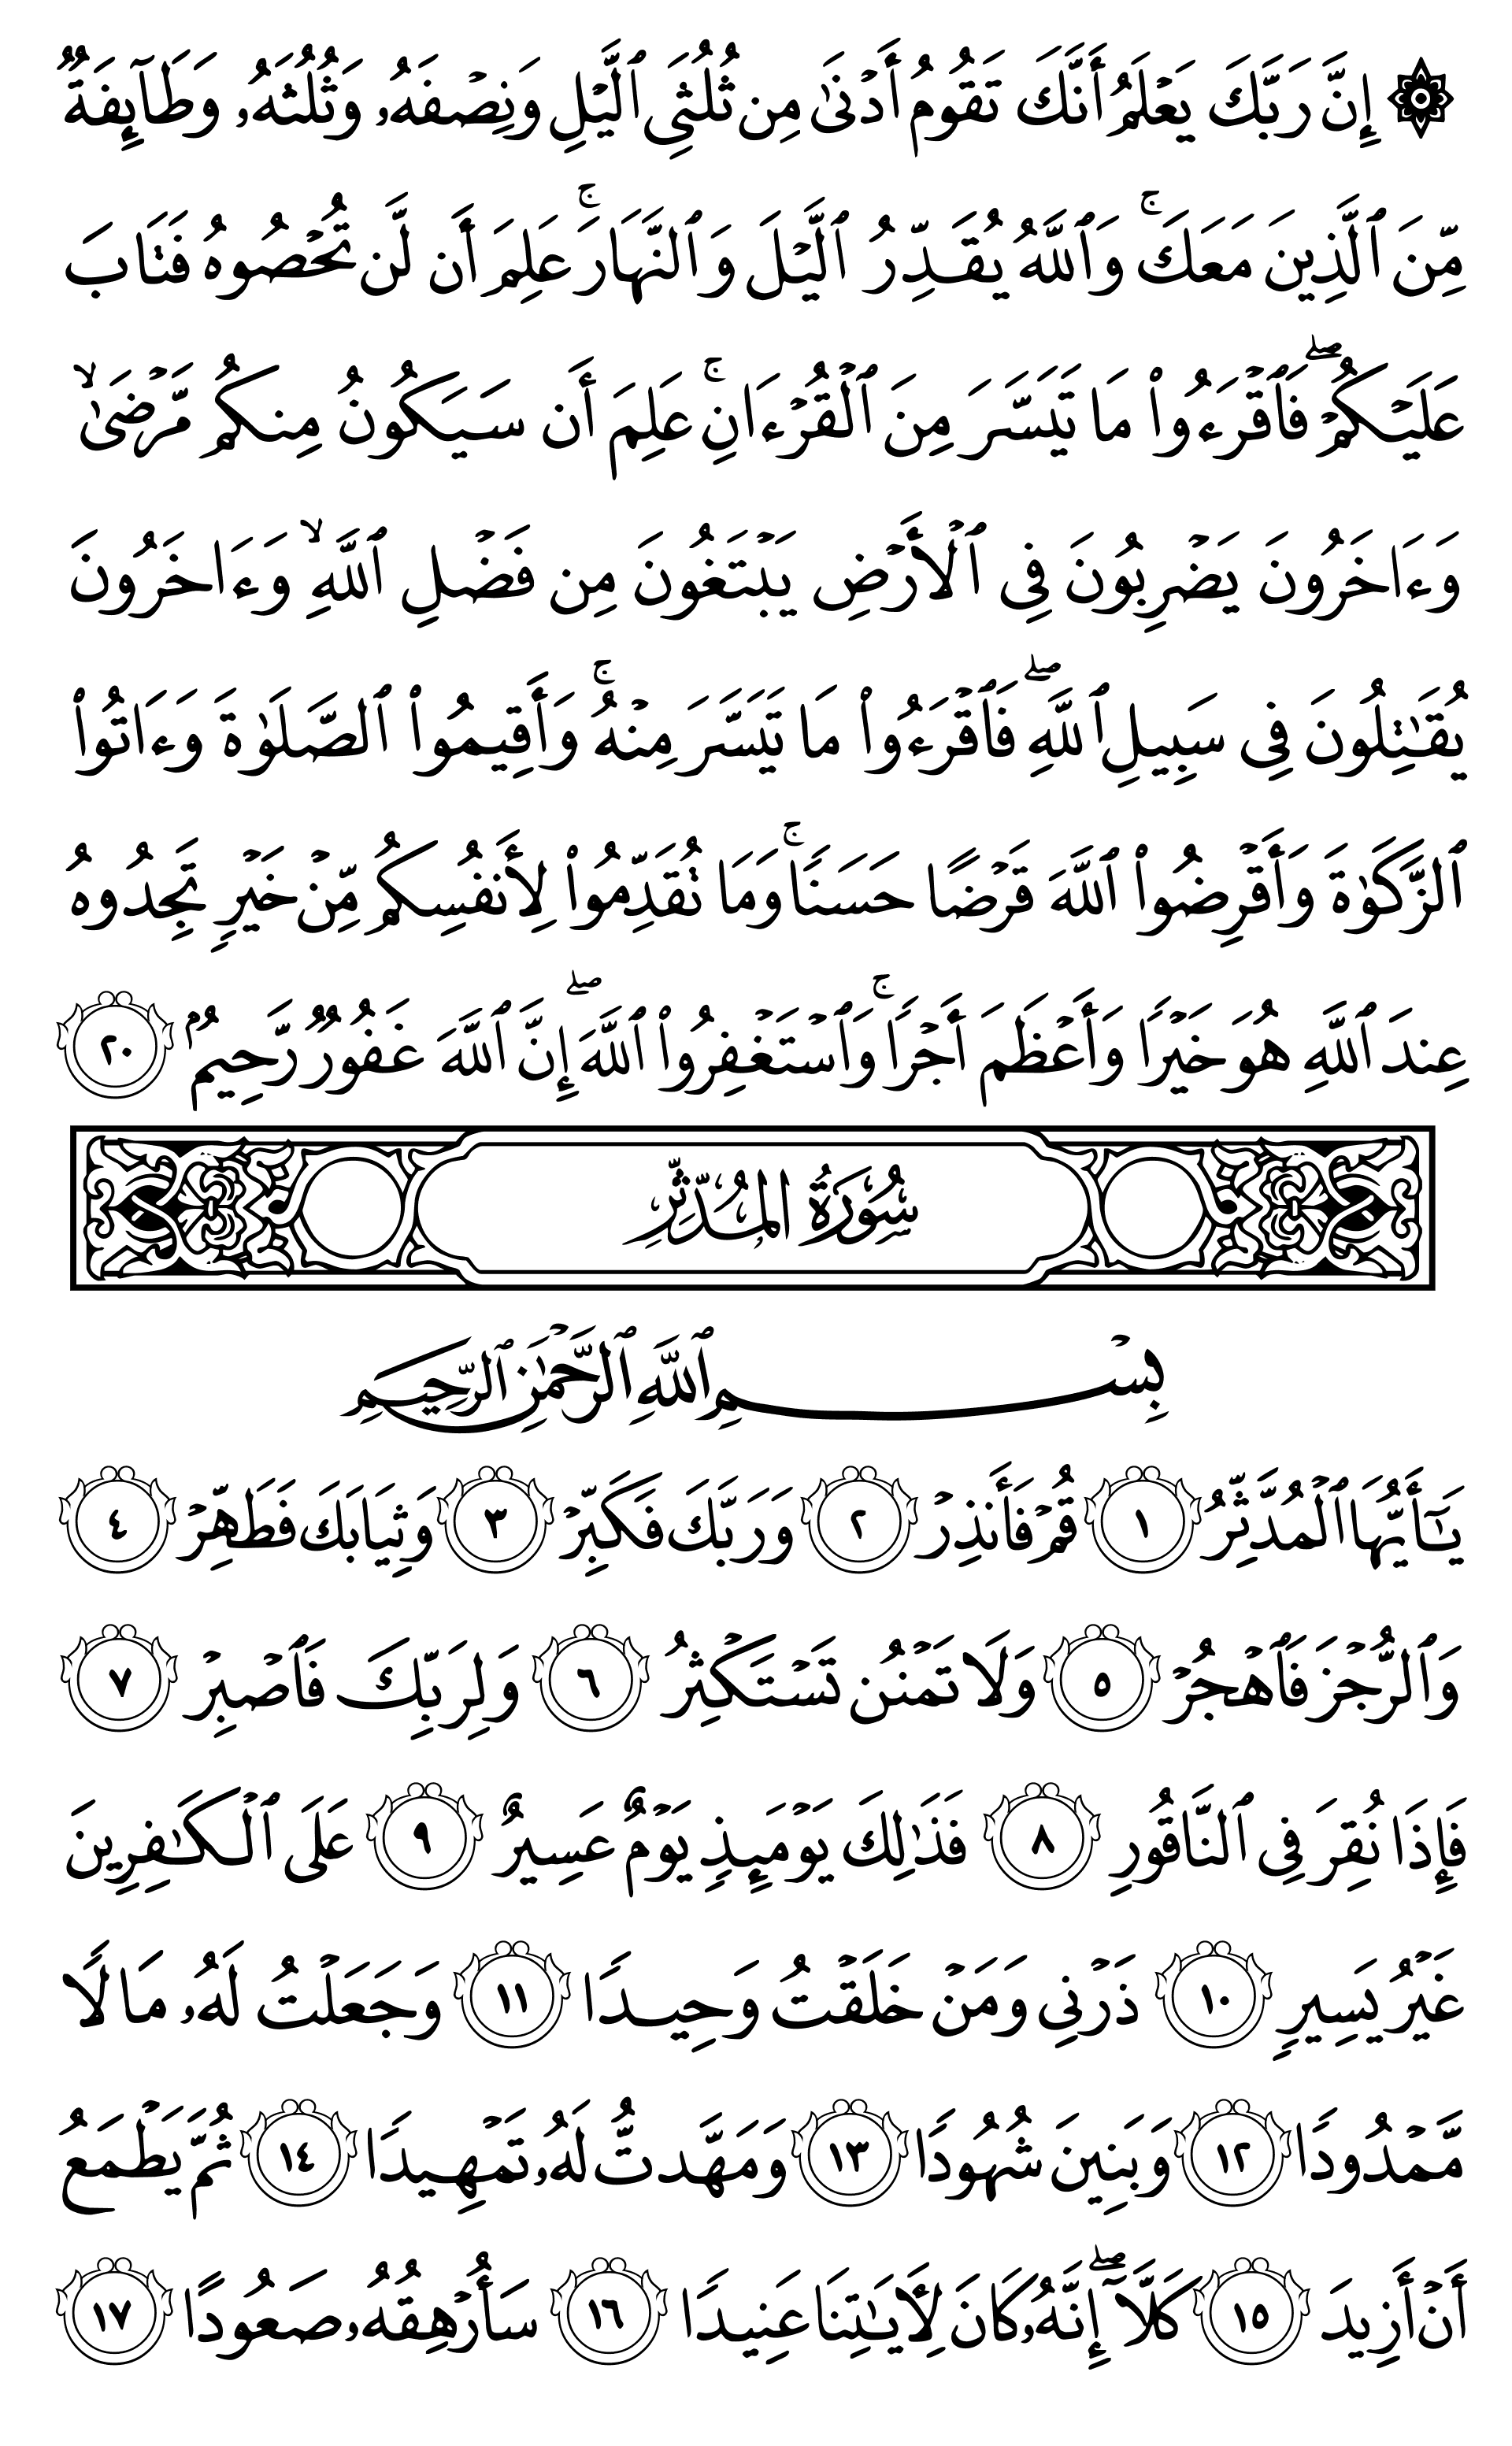 ۞ إِنَّ رَبَّكَ يَعْلَمُ أَنَّكَ تَقُومُ أَدْنَىٰ مِن ثُلُثَيِ ٱلَّيْلِ وَنِصْفَهُۥ وَثُلُثَهُۥ وَطَآئِفَةٌ
مِّنَ ٱلَّذِينَ مَعَكَ ۚ وَٱللَّهُ يُقَدِّرُ ٱلَّيْلَ وَٱلنَّهَارَ ۚ عَلِمَ أَن لَّن تُحْصُوهُ فَتَابَ
عَلَيْكُمْ ۖ فَٱقْرَءُوا۟ مَا تَيَسَّرَ مِنَ ٱلْقُرْءَانِ ۚ عَلِمَ أَن سَيَكُونُ مِنكُم مَّرْضَىٰ ۙ
وَءَاخَرُونَ يَضْرِبُونَ فِى ٱلْأَرْضِ يَبْتَغُونَ مِن فَضْلِ ٱللَّهِ ۙ وَءَاخَرُونَ
يُقَـٰتِلُونَ فِى سَبِيلِ ٱللَّهِ ۖ فَٱقْرَءُوا۟ مَا تَيَسَّرَ مِنْهُ ۚ وَأَقِيمُوا۟ ٱلصَّلَوٰةَ وَءَاتُوا۟
ٱلزَّكَوٰةَ وَأَقْرِضُوا۟ ٱللَّهَ قَرْضًا حَسَنًا ۚ وَمَا تُقَدِّمُوا۟ لِأَنفُسِكُم مِّنْ خَيْرٍ تَجِدُوهُ
عِندَ ٱللَّهِ هُوَ خَيْرًا وَأَعْظَمَ أَجْرًا ۚ وَٱسْتَغْفِرُوا۟ ٱللَّهَ ۖ إِنَّ ٱللَّهَ غَفُورٌ رَّحِيمٌۢ ٢٠
سُورَةُ المُدَّثِّرِ
بِسْمِ ٱللَّهِ ٱلرَّحْمَـٰنِ ٱلرَّحِيمِ
يَـٰٓأَيُّهَا ٱلْمُدَّثِّرُ ١ قُمْ فَأَنذِرْ ٢ وَرَبَّكَ فَكَبِّرْ ٣ وَثِيَابَكَ فَطَهِّرْ ٤
وَٱلرُّجْزَ فَٱهْجُرْ ٥ وَلَا تَمْنُن تَسْتَكْثِرُ ٦ وَلِرَبِّكَ فَٱصْبِرْ ٧
فَإِذَا نُقِرَ فِى ٱلنَّاقُورِ ٨ فَذَٰلِكَ يَوْمَئِذٍ يَوْمٌ عَسِيرٌ ٩ عَلَى ٱلْكَـٰفِرِينَ
غَيْرُ يَسِيرٍ ١٠ ذَرْنِى وَمَنْ خَلَقْتُ وَحِيدًا ١١ وَجَعَلْتُ لَهُۥ مَالًا
مَّمْدُودًا ١٢ وَبَنِينَ شُهُودًا ١٣ وَمَهَّدتُّ لَهُۥ تَمْهِيدًا ١٤ ثُمَّ يَطْمَعُ
أَنْ أَزِيدَ ١٥ كَلَّآ ۖ إِنَّهُۥ كَانَ لِـَٔايَـٰتِنَا عَنِيدًا ١٦ سَأُرْهِقُهُۥ صَعُودًا ١٧